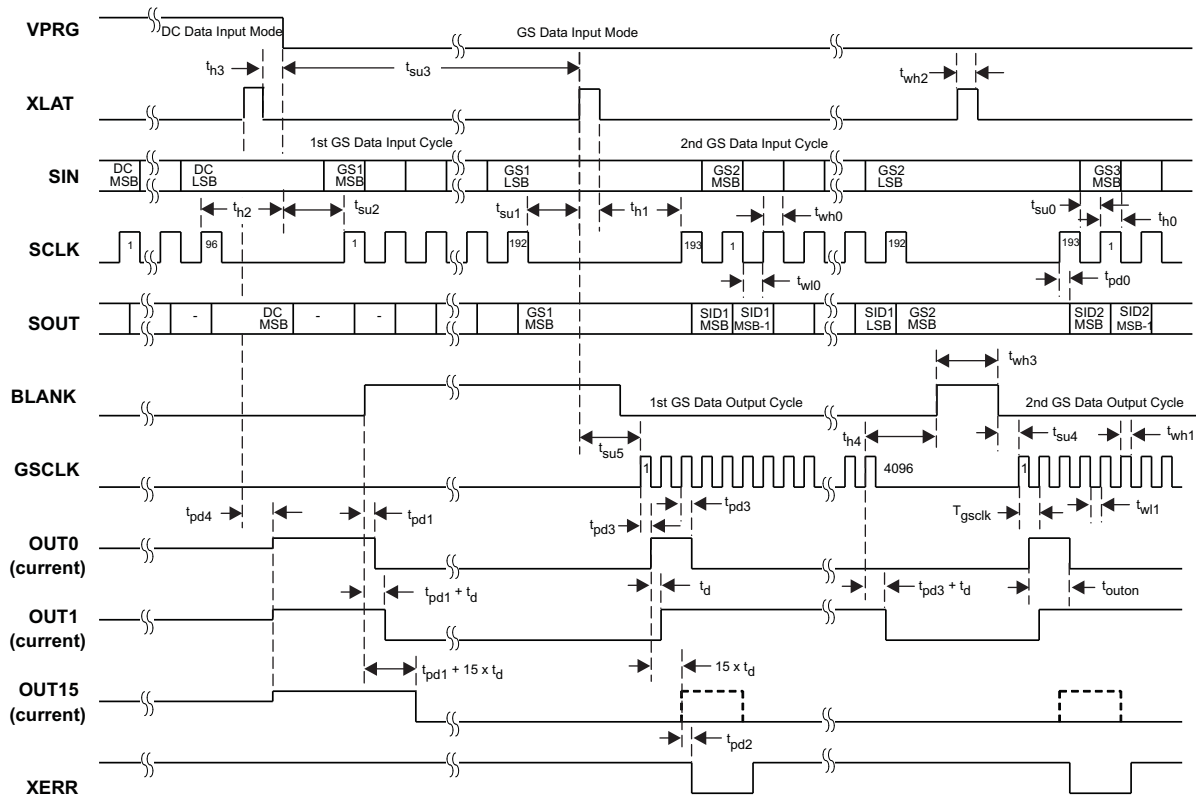 VPRG
DC Data Input Mode
GS Data Input Mode
th3
tsu3
twh2
XLAT
1st GS Data Input Cycle
2nd GS Data Input Cycle
SIN
DC MSB
DC LSB
GS1 MSB
GS1 LSB
GS2 MSB
GS2 LSB
GS3 MSB
th2
tsu2
tsu1
th1
twh0
tsu0
th0
SCLK
1
96
1
192
193
1
192
193
1
twl0
tpd0
SOUT
-
DC MSB
-
-
GS1 MSB
SID1 MSB
SID1 MSB-1
SID1 LSB
GS2 MSB
SID2 MSB
SID2 MSB-1
twh3
BLANK
1st GS Data Output Cycle
2nd GS Data Output Cycle
tsu5
th4
tsu4
twh1
GSCLK
1
4096
1
tpd4
tpd1
tpd3
tpd3
Tgsclk
twl1
OUT0
(current)
tpd1 + td
td
tpd3 + td
touton
OUT1
(current)
tpd1 + 15 x td
15 x td
OUT15
(current)
tpd2
XERR